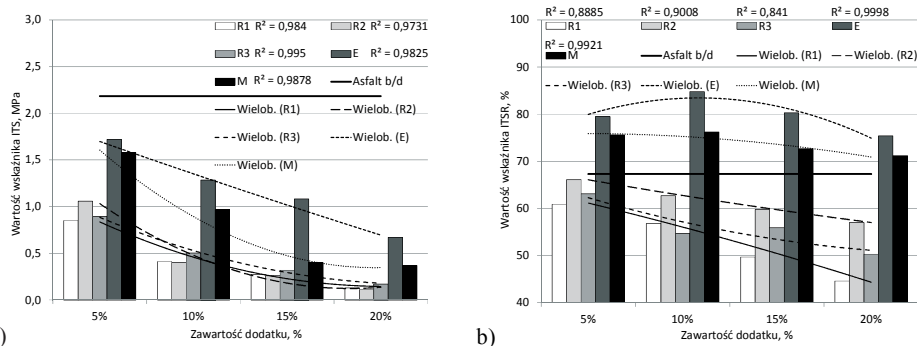 R1 R² = 0,984 R2 R² = 0,9731
R3 R² = 0,995 E R² = 0,9825
M R² = 0,9878 Asfalt b/d
Wielob. (R1) Wielob. (R2)
Wielob. (R3) Wielob. (E)
Wielob. (M)
Wartość wskaźnika ITS, MPa
3,0
2,5
2,0
1,5
1,0
0,5
0,0
5% 10% 15% 20%
Zawartość dodatku, %
)
R² = 0,8885 R² = 0,9008 R² = 0,841 R² = 0,9998
R1 R2 R3 E
R² = 0,9921
M Asfalt b/d Wielob. (R1) Wielob. (R2)
Wielob. (R3) Wielob. (E) Wielob. (M)
Wartość wskaźnika ITSR, %
100
90
80
70
60
50
40
5% 10% 15% 20%
Zawartość dodatku, %
b)